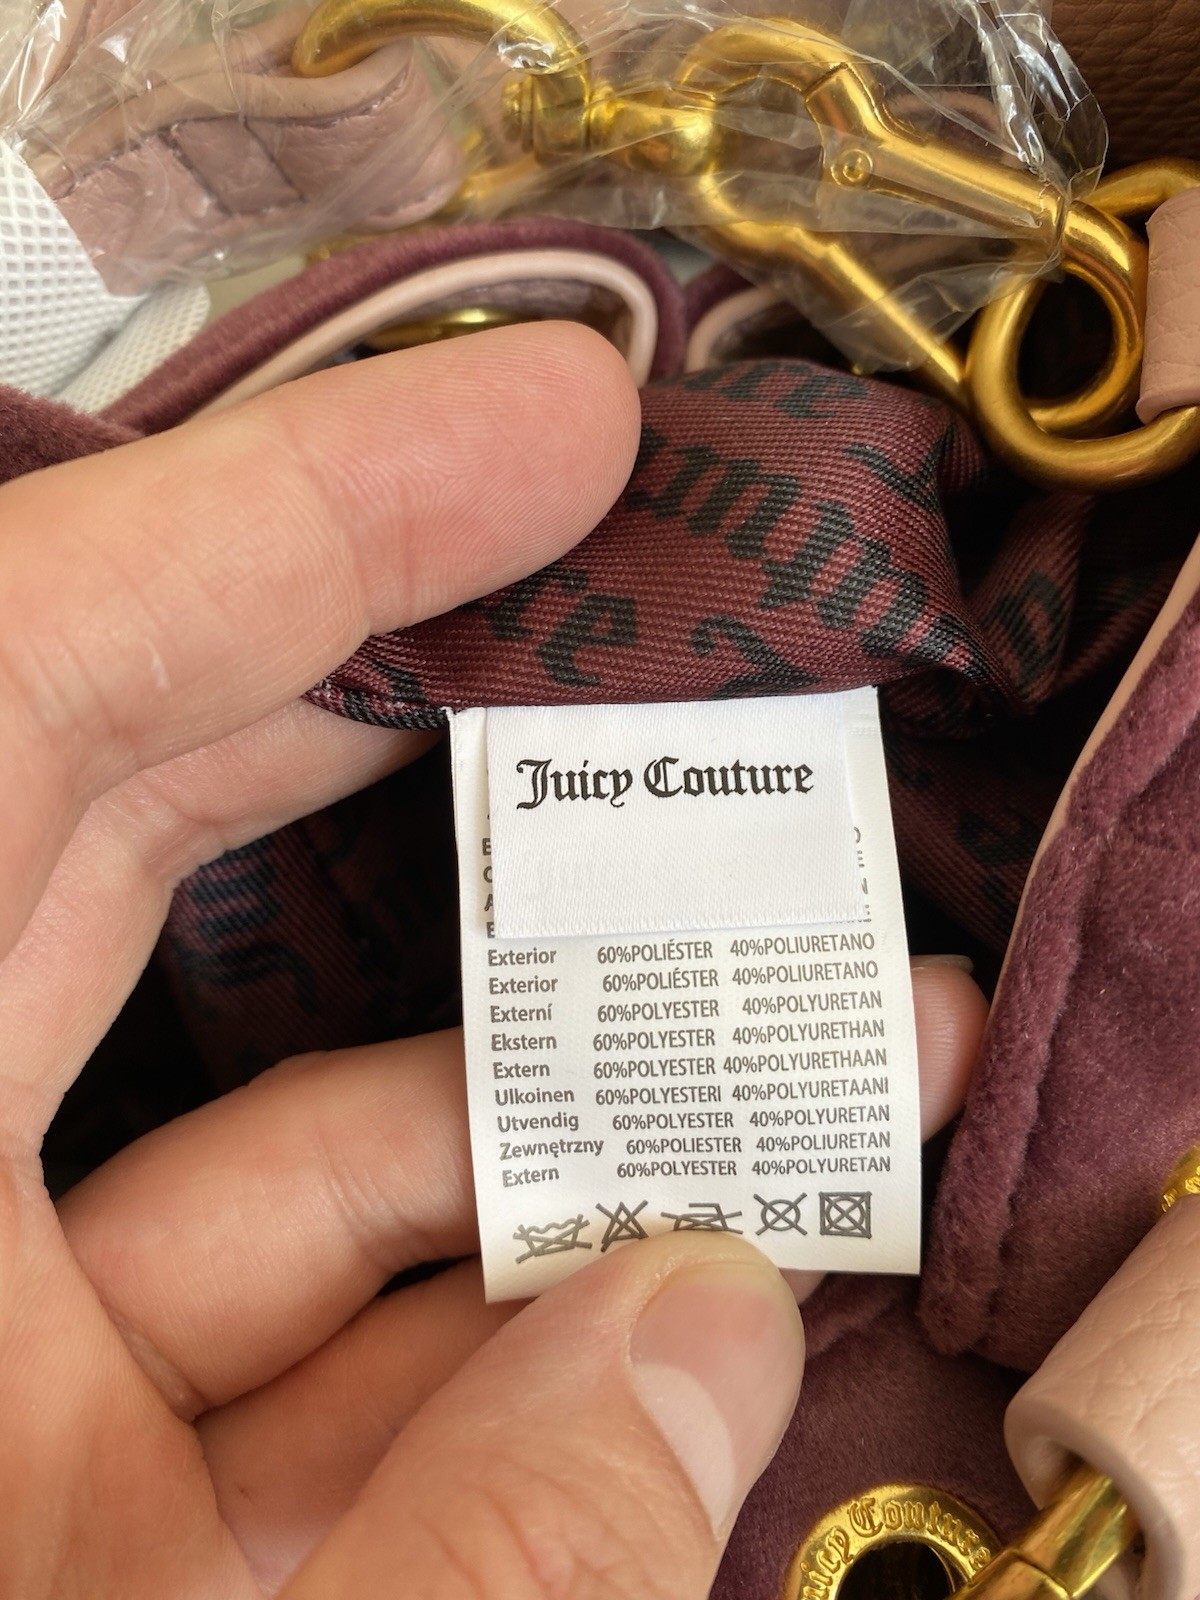 Juicy Couture
Exterior 60%POLIÉSTER 40%POLIURETANO
Exterior 60%POLIÉSTER 40%POLIURETANO
Externí 60%POLYESTER 40%POLYURETAN
Ekstern 60%POLYESTER 40%POLYURETHAN
Extern 60%POLYESTER 40%POLYURETHAAN
Ulkoinen 60%POLYESTERI 40%POLYURETAANI
Utvendig 60%POLYESTER 40%POLYURETAN
Zewnętrzny 60%POLIESTER 40%POLIURETAN
Extern 60%POLYESTER 40%POLYURETAN
Juicy Couture